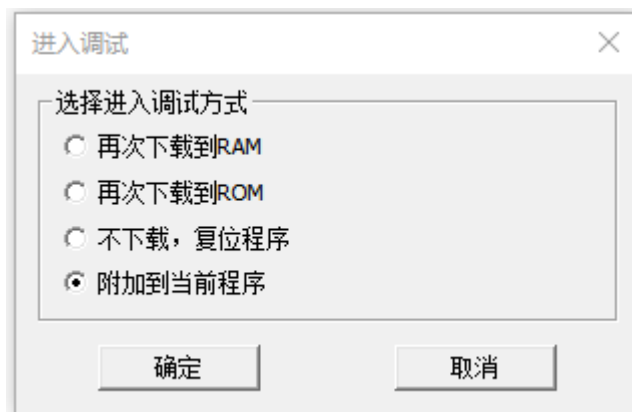 进入调试
选择进入调试方式
再次下载到RAM
再次下载到ROM
不下载，复位程序
附加到当前程序
确定
取消